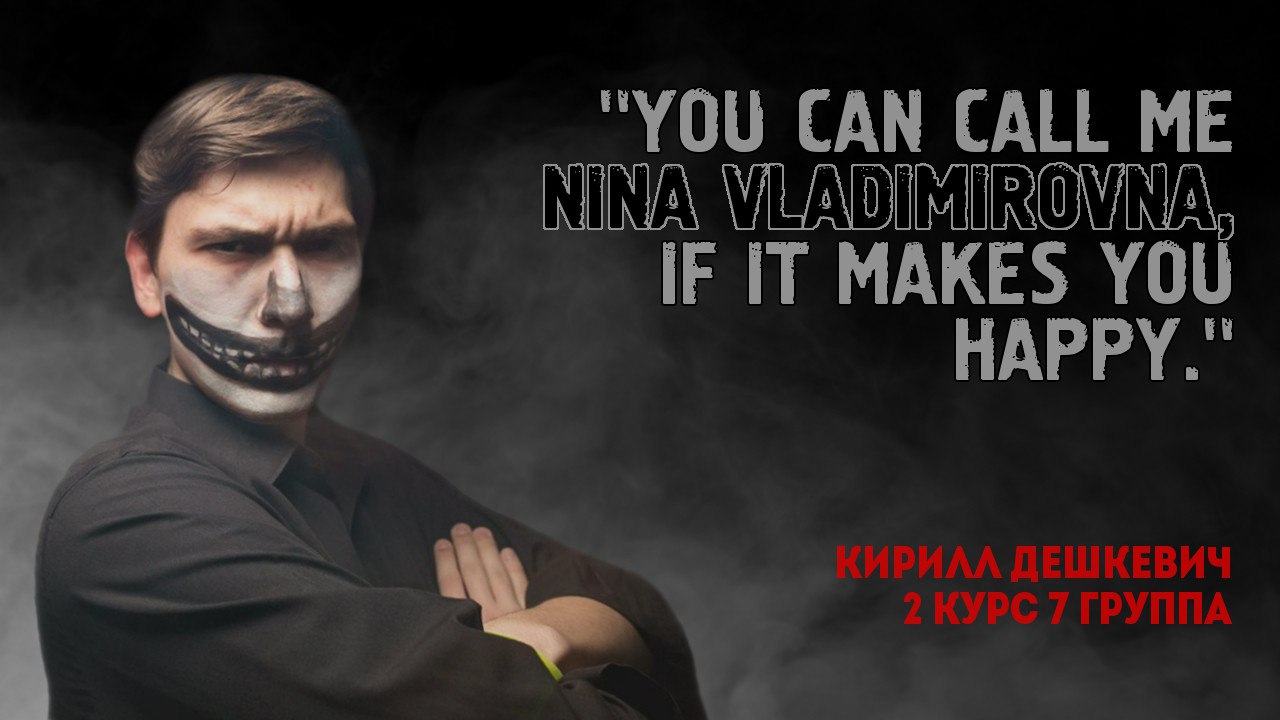 "YOU CAN CALL ME
NINA VLADIMIROVNA,
IF IT MAKES YOU
HAPPY."
КИРИЛЛ ДЕШКЕВИЧ
2 КУРС 7 ГРУППА